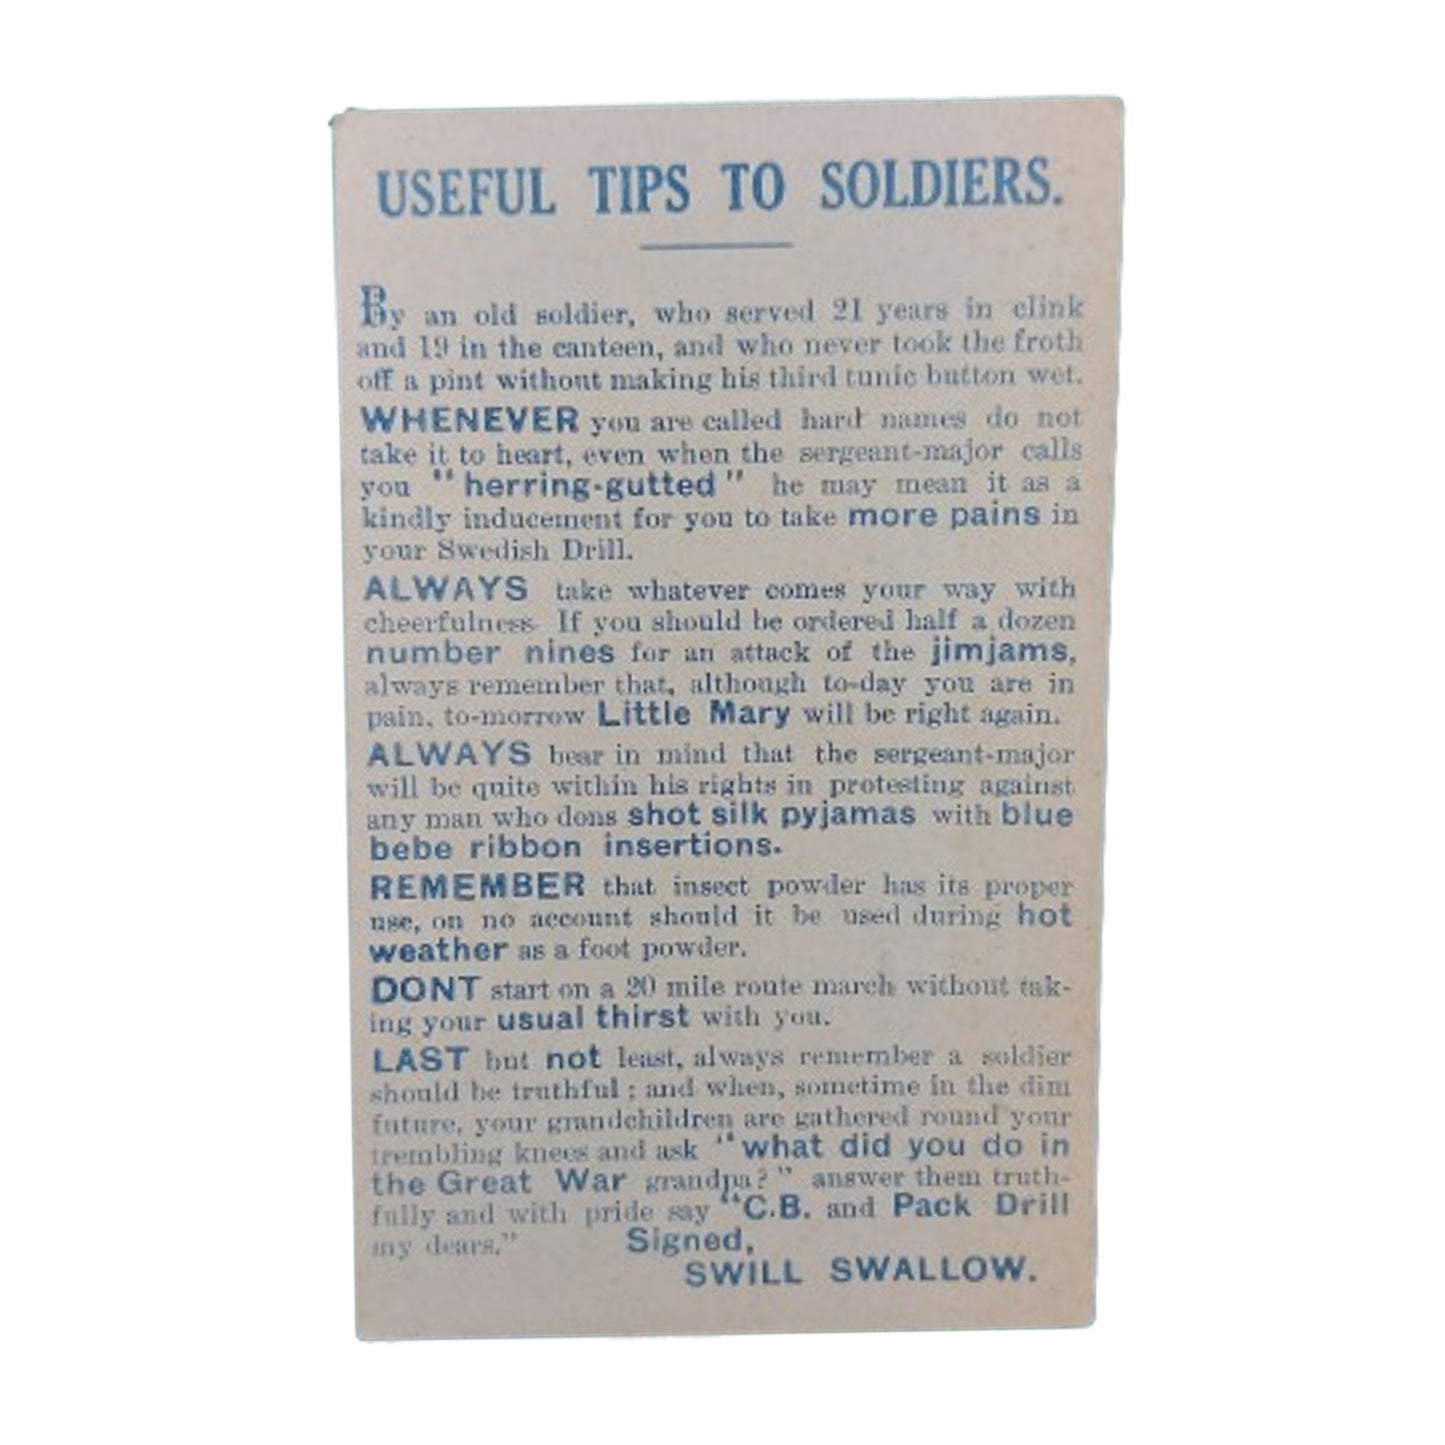 USEFUL TIPS TO SOLDIERS.
By an old soldier, who served 21 years in clink
and 19 in the canteen, and who never took the froth
off a pint without making his third tunic button wet.
WHENEVER you are called hard names do not
take it to heart, even when the sergeant-major calls
you "herring-gutted" he may mean it as a
kindly inducement for you to take more pains in
your Swedish Drill.
ALWAYS take whatever comes your way with
cheerfulness. If you should be ordered half a dozen
number nines for an attack of the jimjams,
always remember that, although to-day you are in
pain, to-morrow Little Mary will be right again.
ALWAYS bear in mind that the sergeant-major
will be quite within his rights in protesting against
any man who dons shot silk pyjamas with blue
bebe ribbon insertions.
REMEMBER that insect powder has its proper
use, on no account should it be used during hot
weather as a foot powder.
DONT start on a 20 mile route march without tak-
ing your usual thirst with you.
LAST but not least, always remember a soldier
should be truthful ; and when, sometime in the dim
future, your grandchildren are gathered round your
trembling knees and ask "what did you do in
the Great War grandpa?" answer them truth-
fully and with pride say "C.B. and Pack Drill
my dears."
Signed,
SWILL SWALLOW.